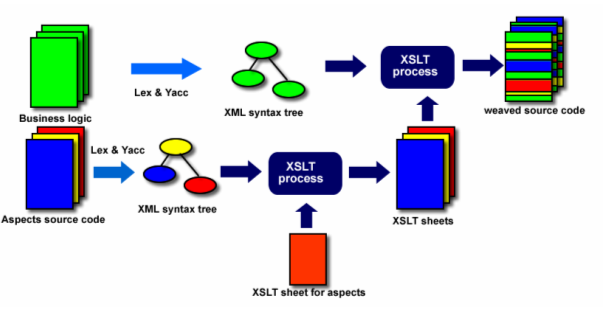 XSLT
process
Lex & Yacc
Business logic
XML syntax tree
weaved source code
Lex & Yacc
XSLT
process
Aspects source code
XML syntax tree
XSLT sheets
XSLT sheet for aspects